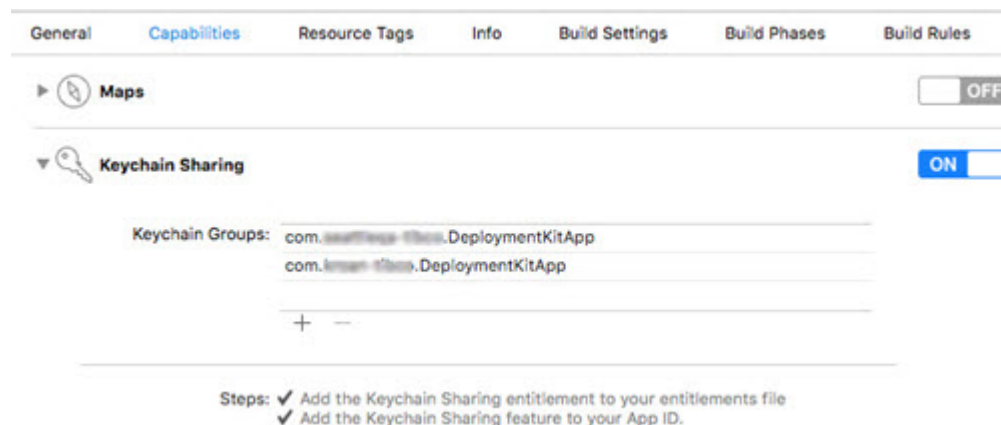 General Capabilities Resource Tags Info Build Settings Build Phases Build Rules
Maps OFF
Keychain Sharing ON
Keychain Groups: com. .DeploymentKitApp
com. .DeploymentKitApp
+ −
Steps: ✓ Add the Keychain Sharing entitlement to your entitlements file
✓ Add the Keychain Sharing feature to your App ID.